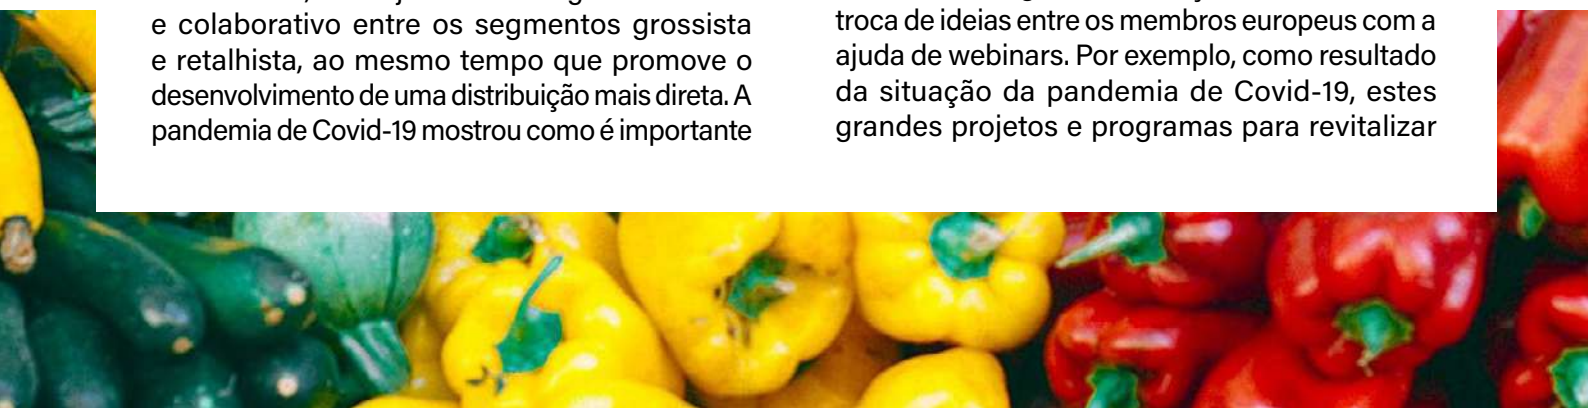 e colaborativo entre os segmentos grossista
e retalhista, ao mesmo tempo que promove o
desenvolvimento de uma distribuição mais direta. A
pandemia de Covid-19 mostrou como é importante
troca de ideias entre os membros europeus com a
ajuda de webinars. Por exemplo, como resultado
da situação da pandemia de Covid-19, estes
grandes projetos e programas para revitalizar